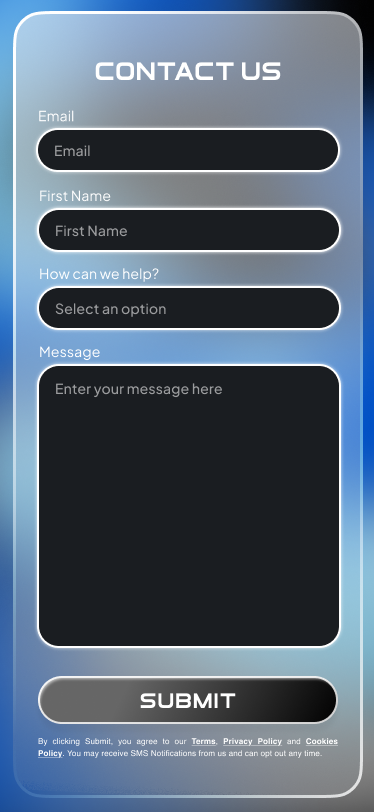 CONTACT US
Email
Email
First Name
First Name
How can we help?
Select an option
Message
Enter your message here
SUBMIT
By clicking Submit, you agree to our Terms, Privacy Policy and Cookies
Policy. You may receive SMS Notifications from us and can opt out any time.